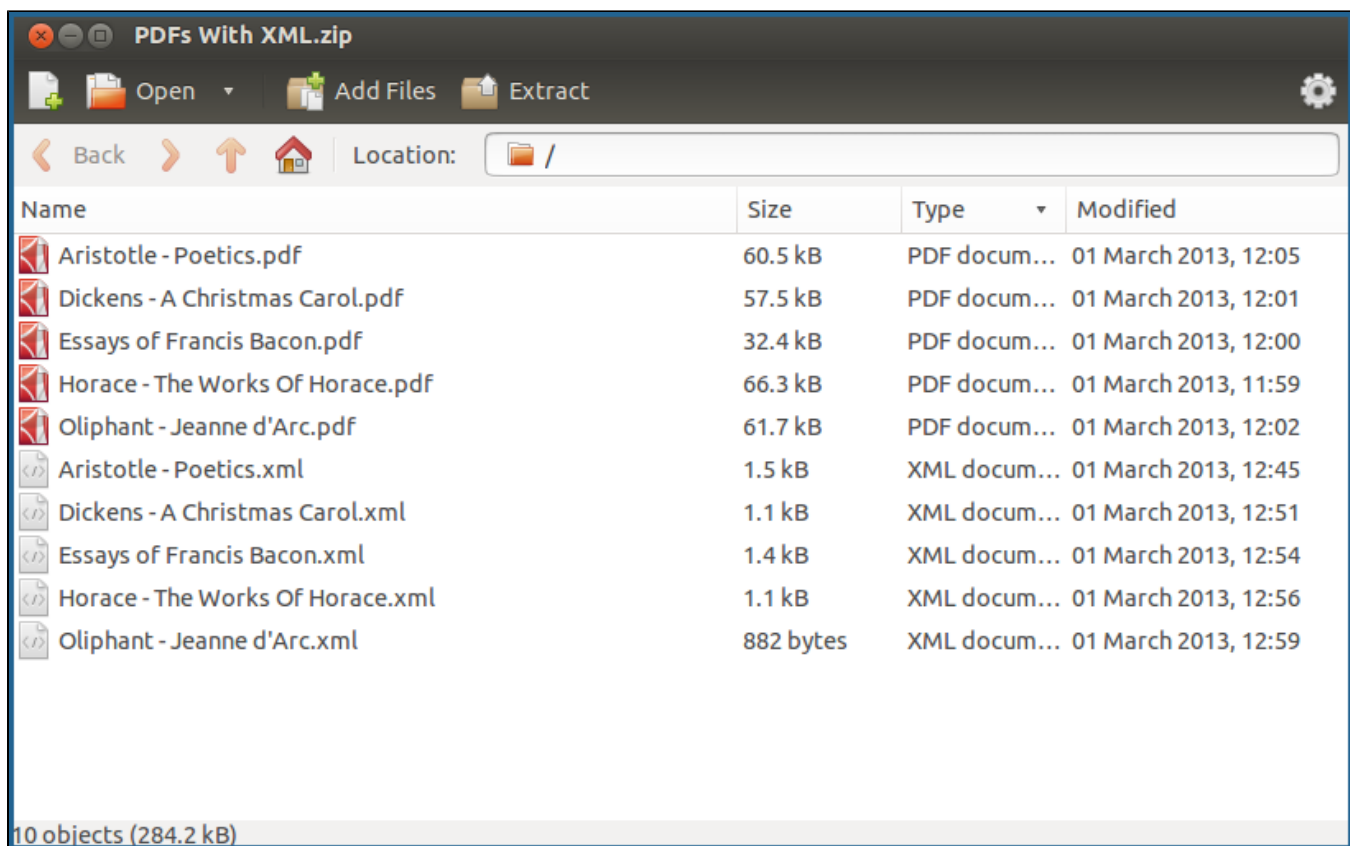 PDFs With XML.zip
Open Add Files Extract
Back Location: /
Name Size Type Modified
Aristotle - Poetics.pdf 60.5 kB PDF docum... 01 March 2013, 12:05
Dickens - A Christmas Carol.pdf 57.5 kB PDF docum... 01 March 2013, 12:01
Essays of Francis Bacon.pdf 32.4 kB PDF docum... 01 March 2013, 12:00
Horace - The Works Of Horace.pdf 66.3 kB PDF docum... 01 March 2013, 11:59
Oliphant - Jeanne d'Arc.pdf 61.7 kB PDF docum... 01 March 2013, 12:02
Aristotle - Poetics.xml 1.5 kB XML docum... 01 March 2013, 12:45
Dickens - A Christmas Carol.xml 1.1 kB XML docum... 01 March 2013, 12:51
Essays of Francis Bacon.xml 1.4 kB XML docum... 01 March 2013, 12:54
Horace - The Works Of Horace.xml 1.1 kB XML docum... 01 March 2013, 12:56
Oliphant - Jeanne d'Arc.xml 882 bytes XML docum... 01 March 2013, 12:59
10 objects (284.2 kB)